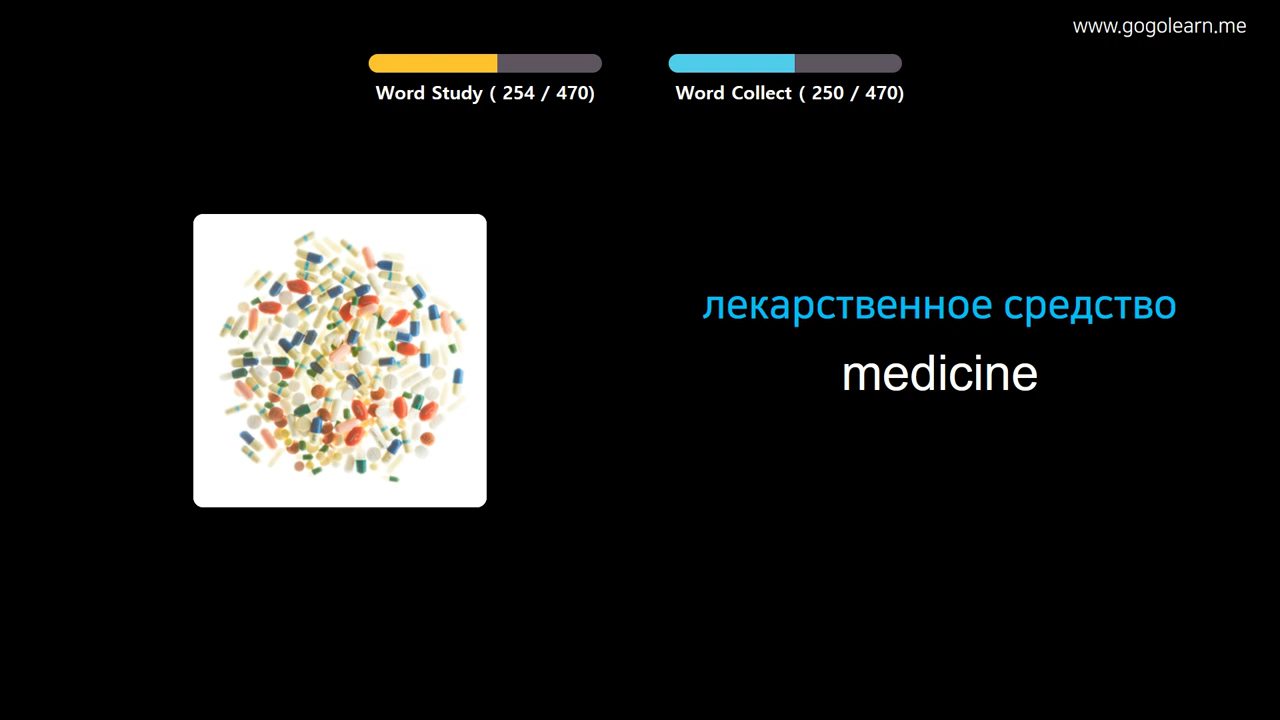 www.gogolearn.me
Word Study ( 254 / 470)
Word Collect ( 250 / 470)
лекарственное средство
medicine